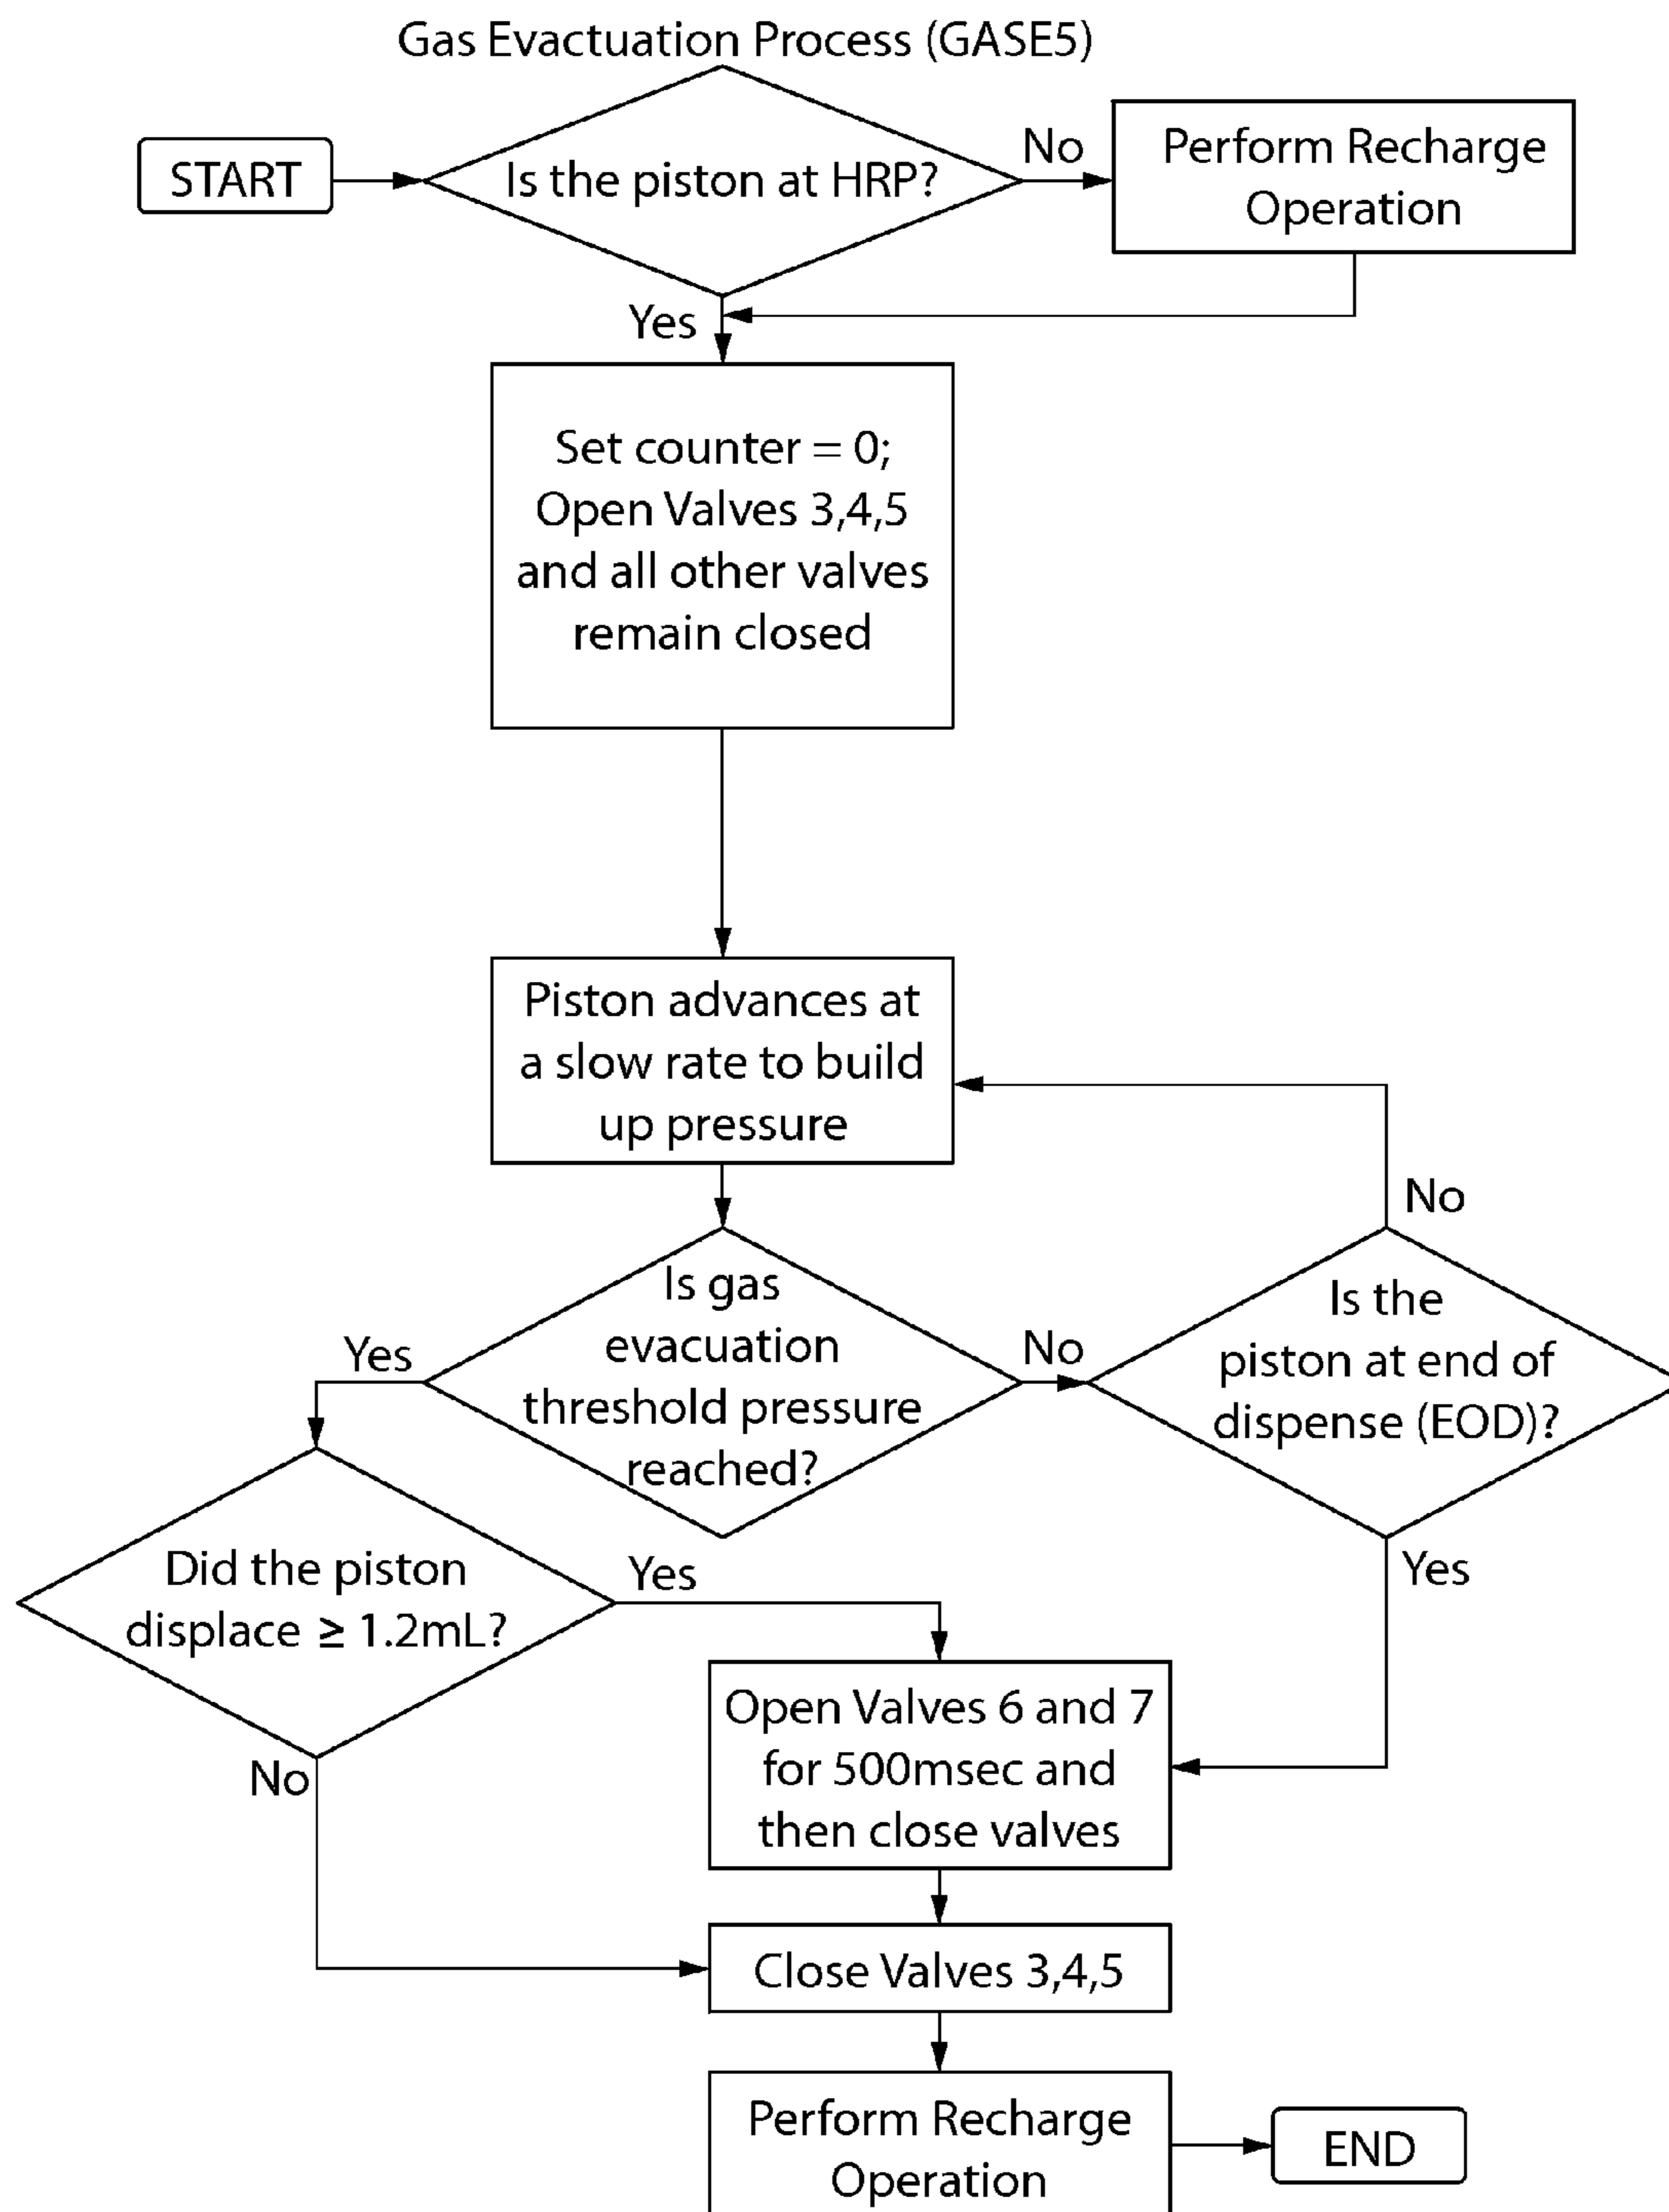 Gas Evactuation Process (GASE5)
START
Is the piston at HRP?
No
Perform Recharge
Operation
Yes
Set counter = 0;
Open Valves 3,4,5
and all other valves
remain closed
Piston advances at
a slow rate to build
up pressure
No
Is gas
evacuation
threshold pressure
reached?
Yes
No
Is the
piston at end of
dispense (EOD)?
Did the piston
displace ≥ 1.2mL?
Yes
Yes
No
Open Valves 6 and 7
for 500msec and
then close valves
Close Valves 3,4,5
Perform Recharge
Operation
END